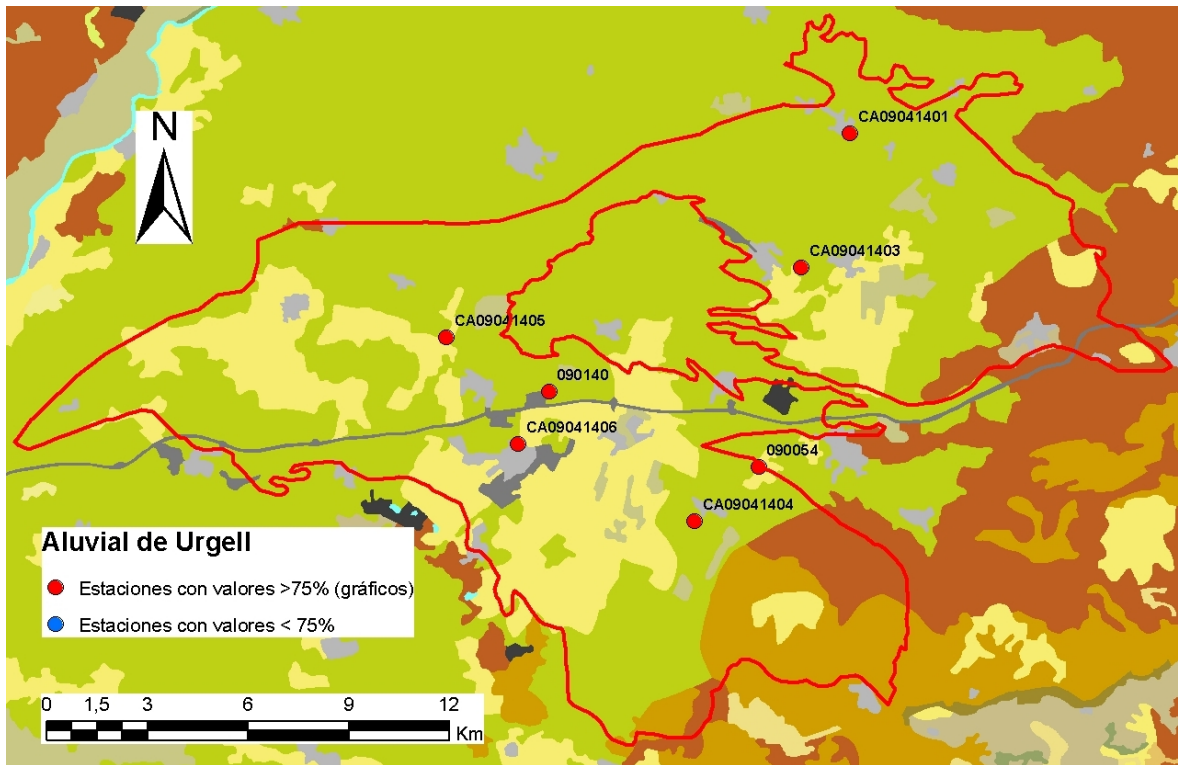 N
CA09041401
CA09041403
CA09041405
090140
CA09041406
090054
CA09041404
Aluvial de Urgell
Estaciones con valores >75% (gráficos)
Estaciones con valores < 75%
0 1,5 3 6 9 12
Km